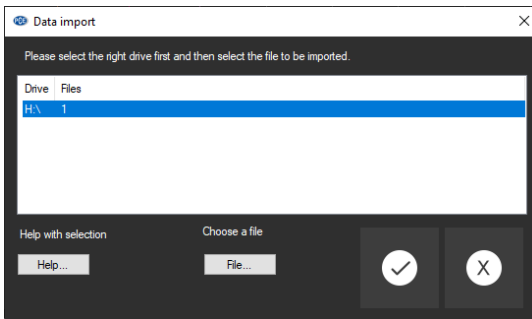 PDE Data import
Please select the right drive first and then select the file to be imported.
Drive Files
H:\ 1
Help with selection
Choose a file
Help...
File...
X